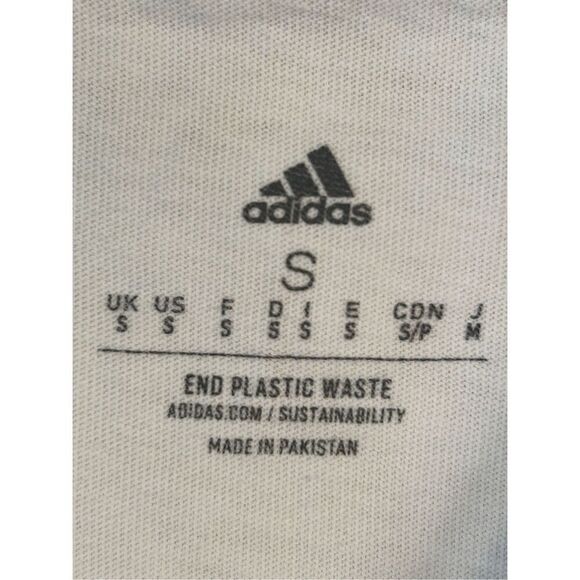 adidas
S
UK US F D I E CDN J
S S S S S S S/P M
END PLASTIC WASTE
ADIDAS.COM / SUSTAINABILITY
MADE IN PAKISTAN